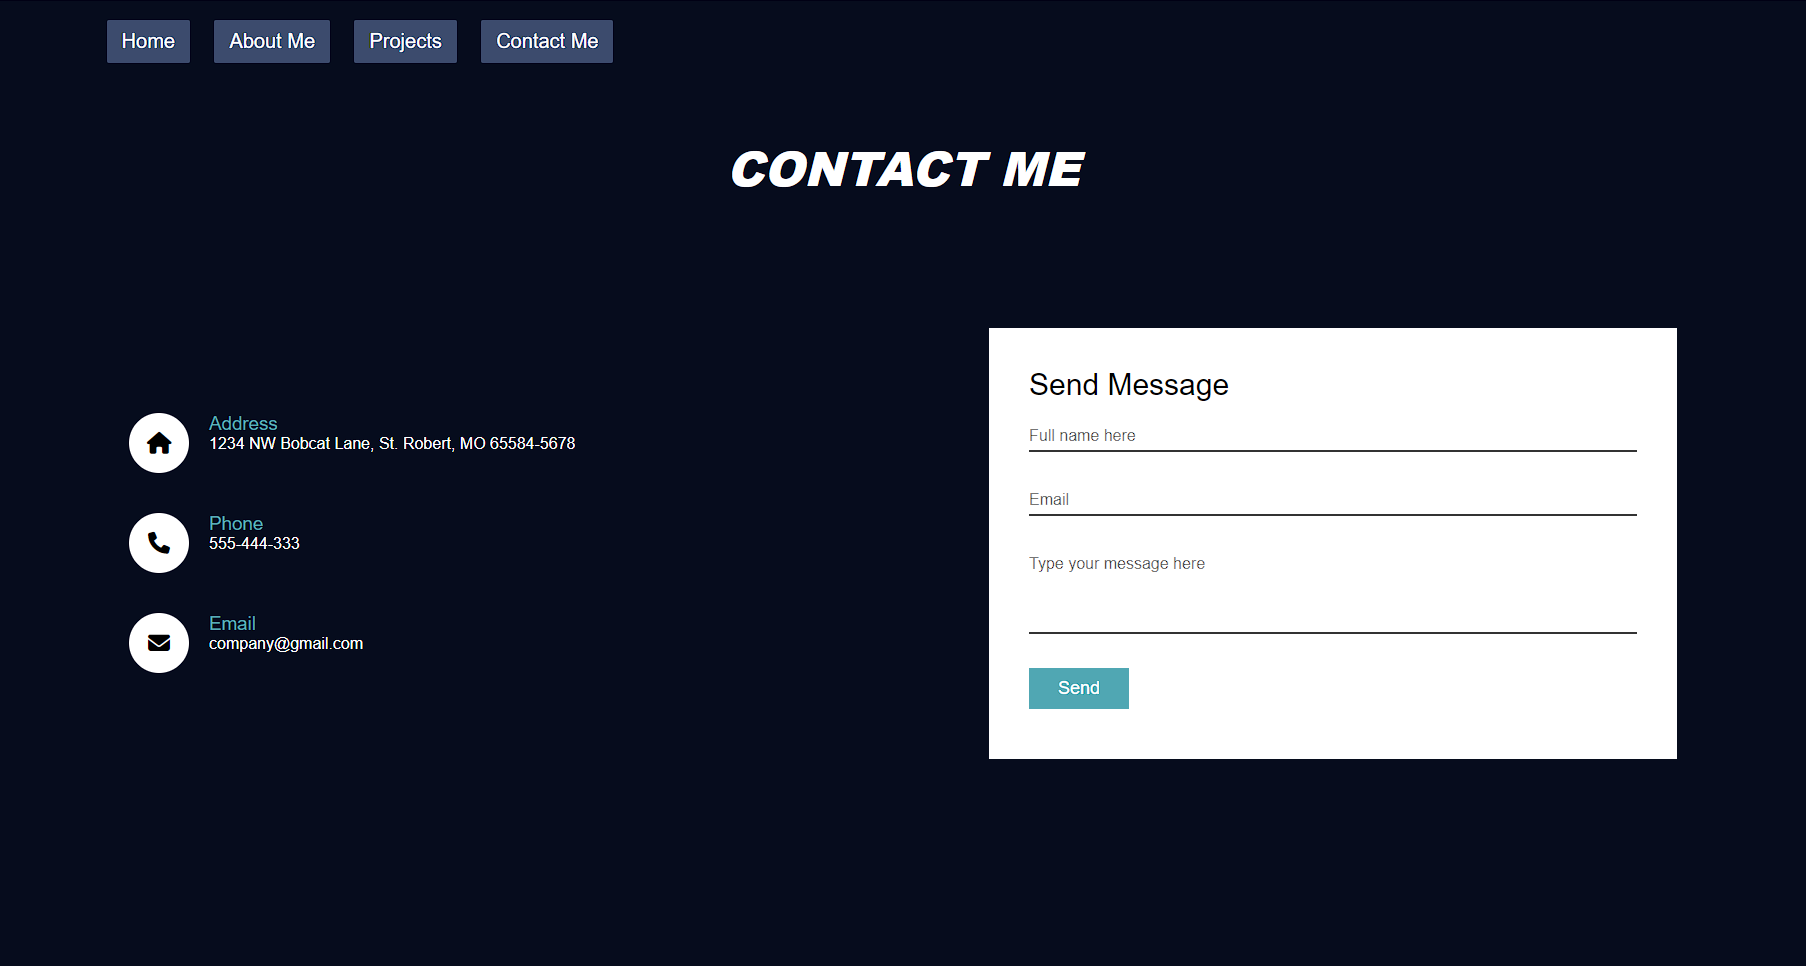 Home About Me Projects Contact Me
CONTACT ME
Address
1234 NW Bobcat Lane, St. Robert, MO 65584-5678
Phone
555-444-333
Email
company@gmail.com
Send Message
Full name here
Email
Type your message here
Send